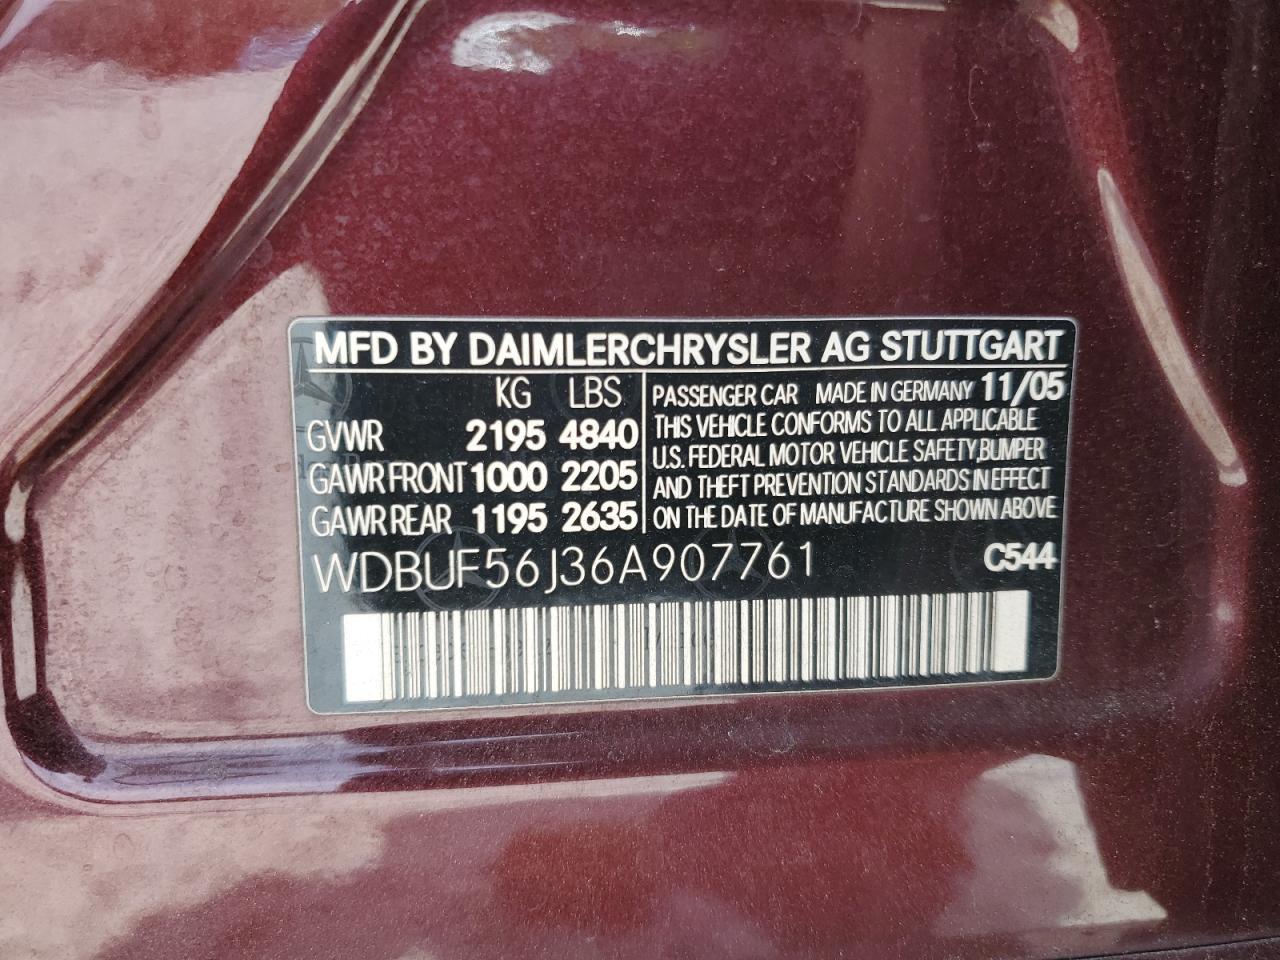 MFD BY DAIMLERCHRYSLER AG STUTTGART
KG LBS
GVWR 2195 4840
GAWR FRONT 1000 2205
GAWR REAR 1195 2635
PASSENGER CAR MADE IN GERMANY 11/05
THIS VEHICLE CONFORMS TO ALL APPLICABLE
U.S. FEDERAL MOTOR VEHICLE SAFETY,BUMPER
AND THEFT PREVENTION STANDARDS IN EFFECT
ON THE DATE OF MANUFACTURE SHOWN ABOVE
WDBUF56J36A907761 C544